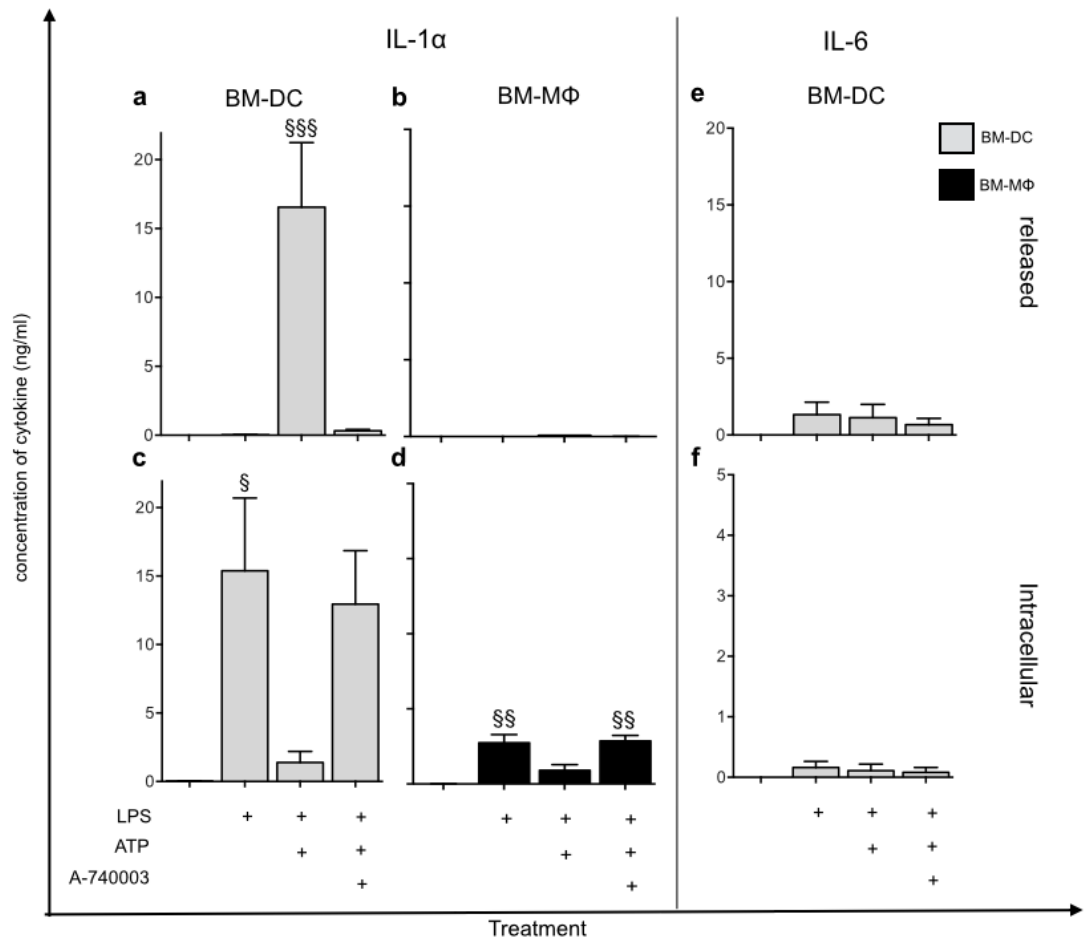 IL-1α
IL-6
a
BM-DC
b
BM-MΦ
e
BM-DC
§§§
20
15
10
5
0
20
15
10
5
0
BM-DC
BM-MΦ
released
concentration of cytokine (ng/ml)
c
d
f
§
20
15
10
5
0
§§
§§
5
4
3
2
1
0
Intracellular
LPS + + + + + + + + +
ATP + + + + + +
A-740003 + + +
Treatment